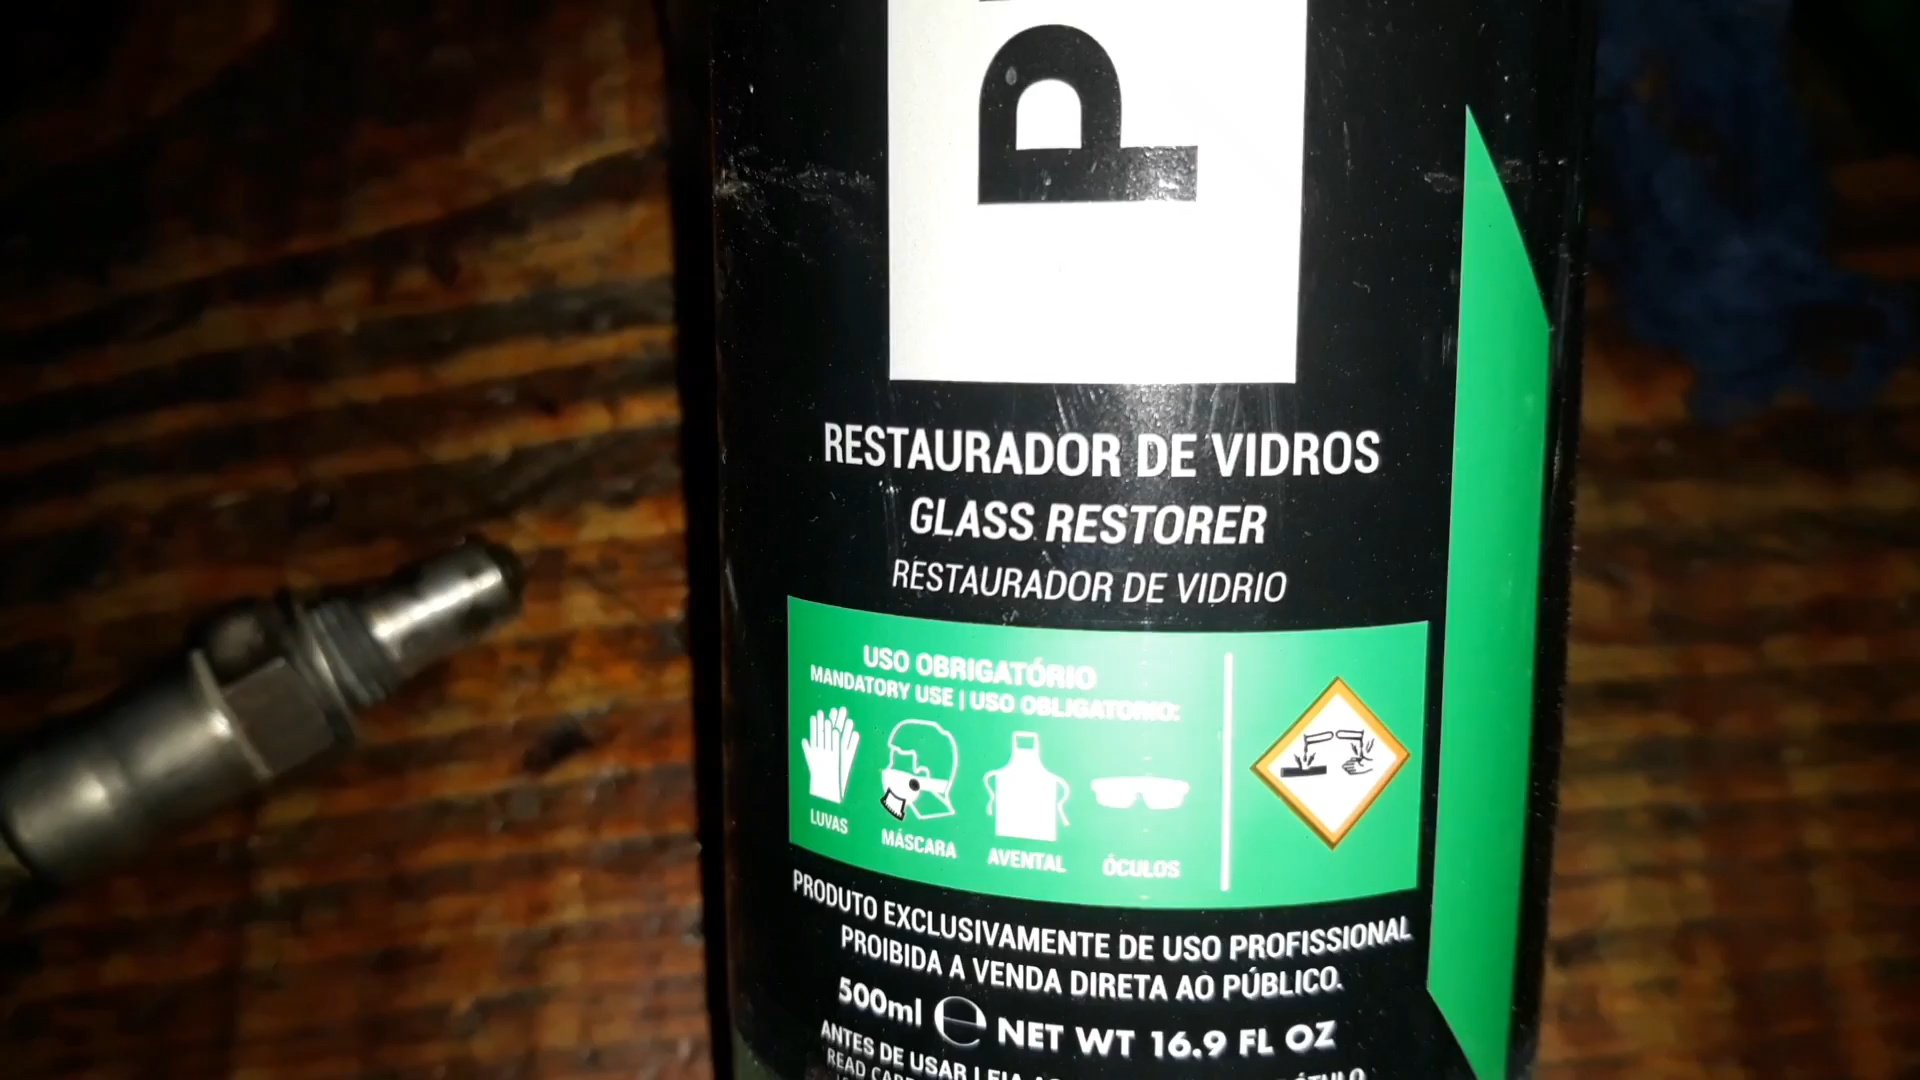 P
RESTAURADOR DE VIDROS
GLASS RESTORER
RESTAURADOR DE VIDRIO
USO OBRIGATÓRIO
MANDATORY USE | USO OBLIGATORIO:
LUVAS
MÁSCARA
AVENTAL
ÓCULOS
PRODUTO EXCLUSIVAMENTE DE USO PROFISSIONAL
PROIBIDA A VENDA DIRETA AO PÚBLICO.
500ml e NET WT 16.9 FL OZ
ANTES DE USAR LEIA
READ